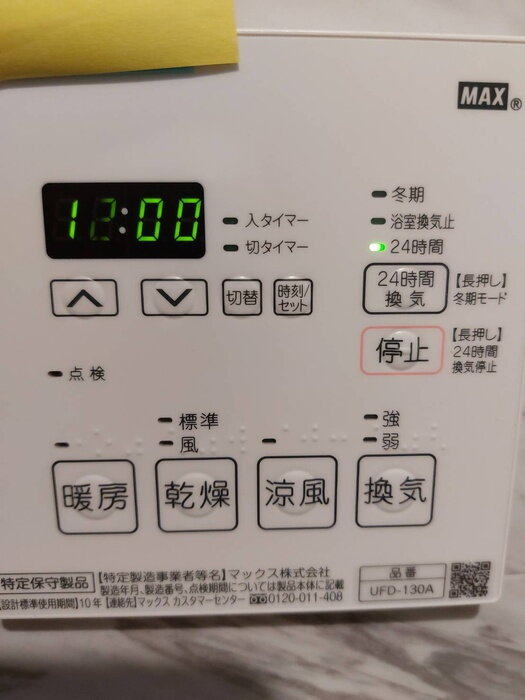 MAX®
12:00
入タイマー
切タイマー
冬期
浴室換気止
24時間
切替
時刻/
セット
24時間
換気
【長押し】
冬期モード
停止
【長押し】
24時間
換気停止
点検
標準
風
強
弱
暖房
乾燥
涼風
換気
特定保守製品
【特定製造事業者等名】マックス株式会社
製造年月、製造番号、点検期間については製品本体に記載
【設計標準使用期間】10年【連絡先】マックス カスタマーセンター 0120-011-408
品番
UFD-130A